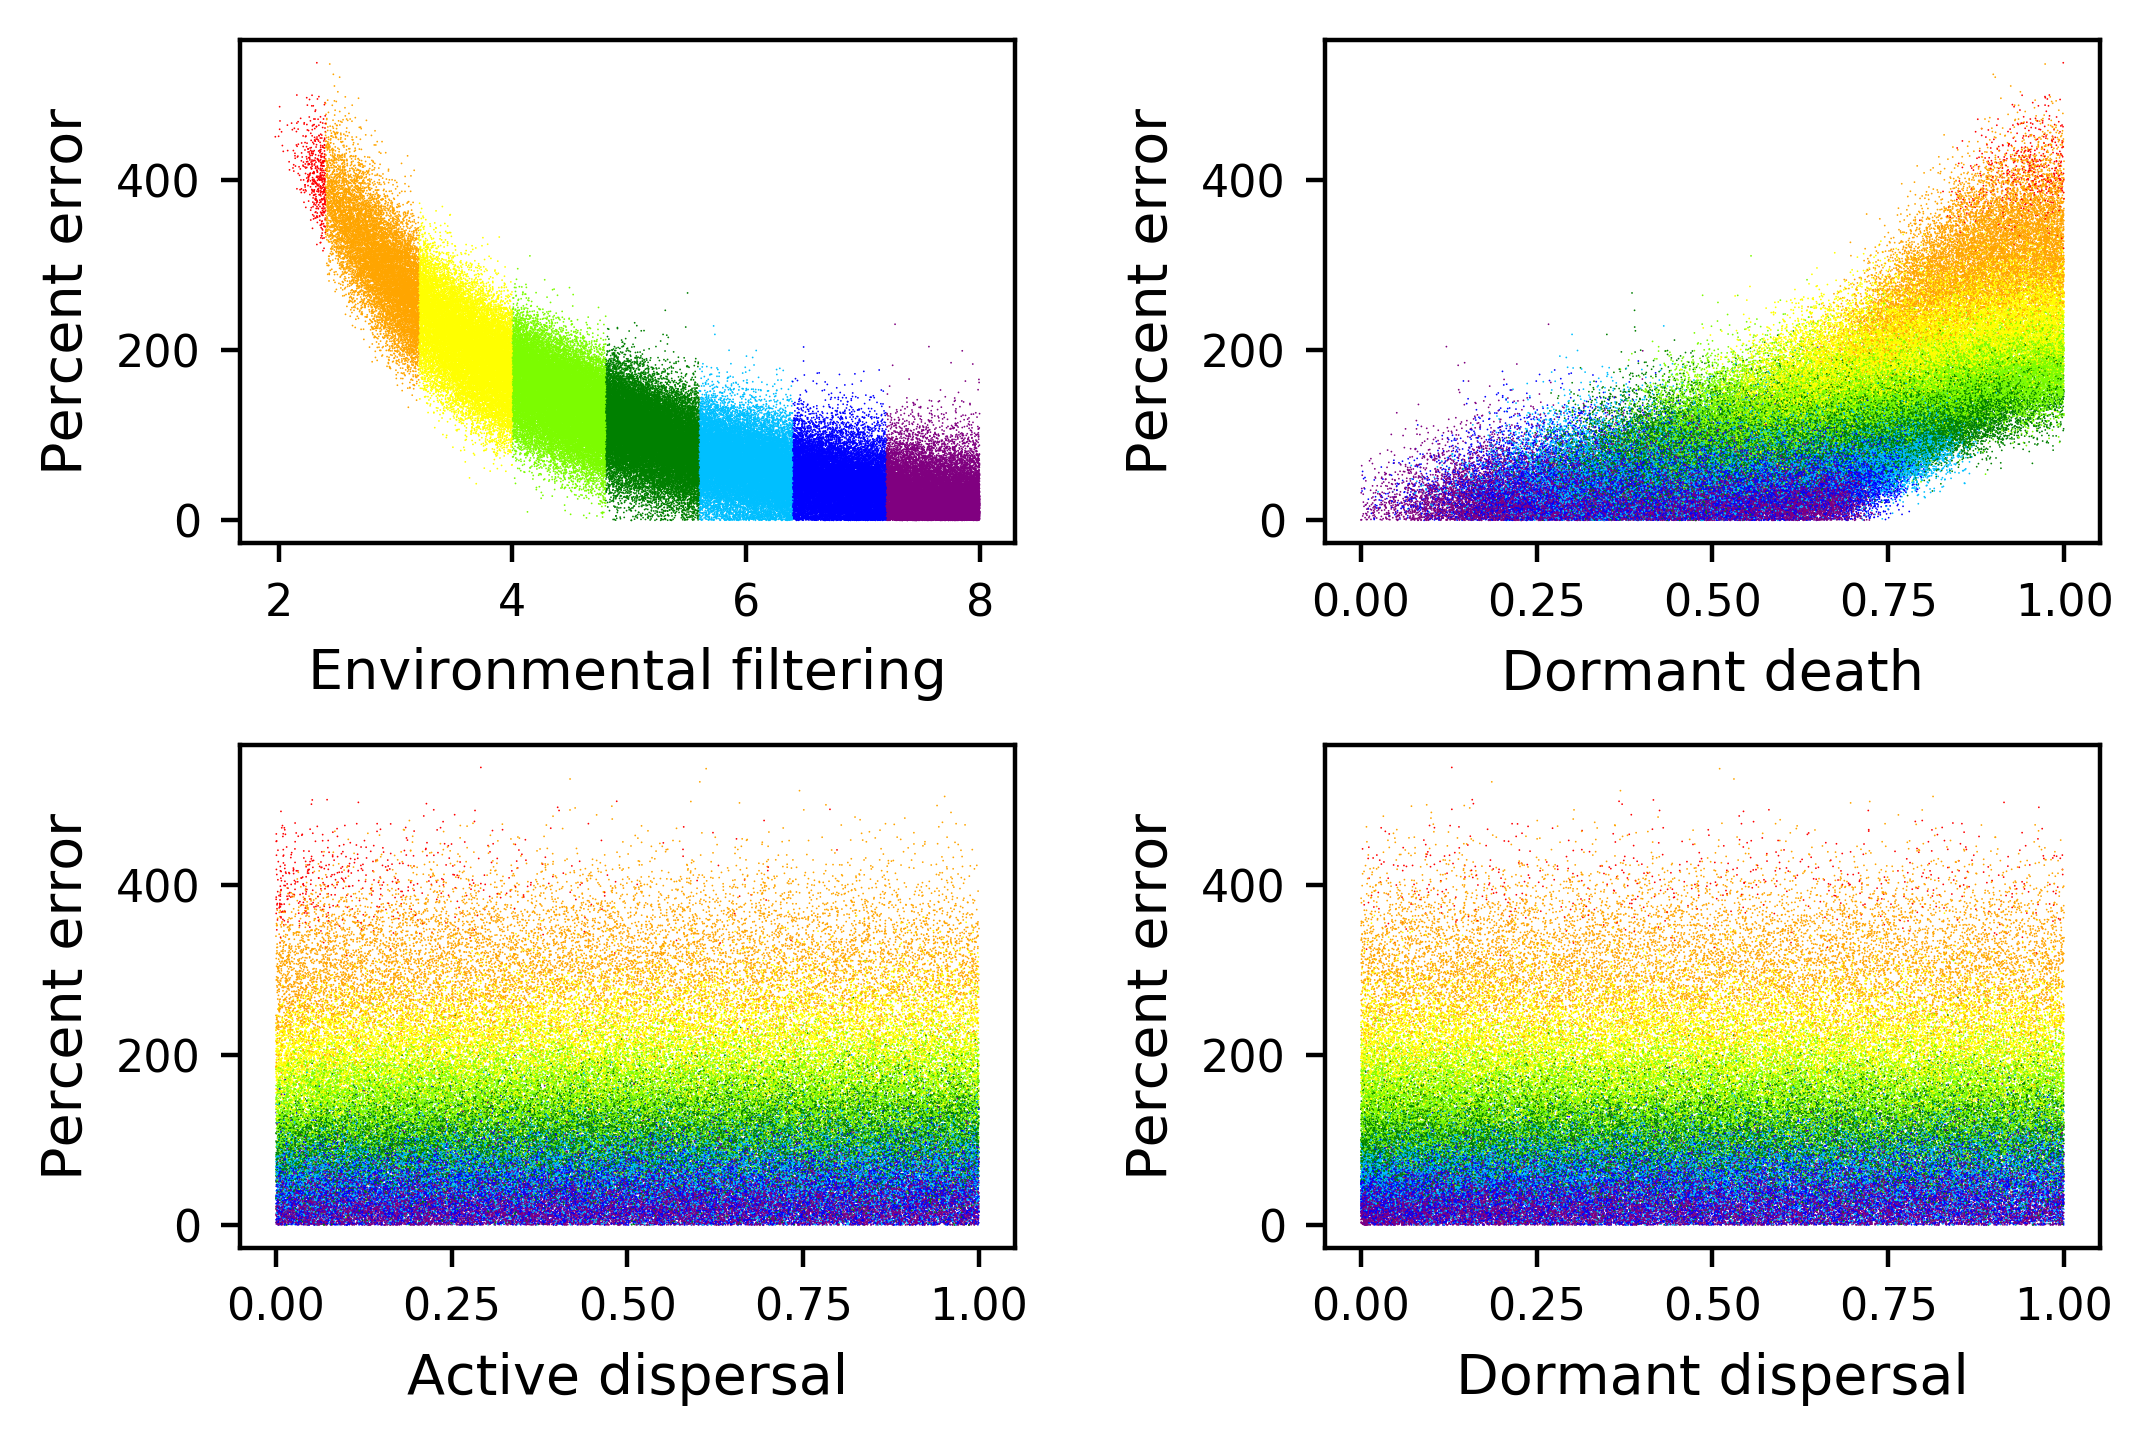 Percent error
400
200
0
2 4 6 8
Environmental filtering
Percent error
400
200
0
0.00 0.25 0.50 0.75 1.00
Dormant death
Percent error
400
200
0
0.00 0.25 0.50 0.75 1.00
Active dispersal
Percent error
400
200
0
0.00 0.25 0.50 0.75 1.00
Dormant dispersal